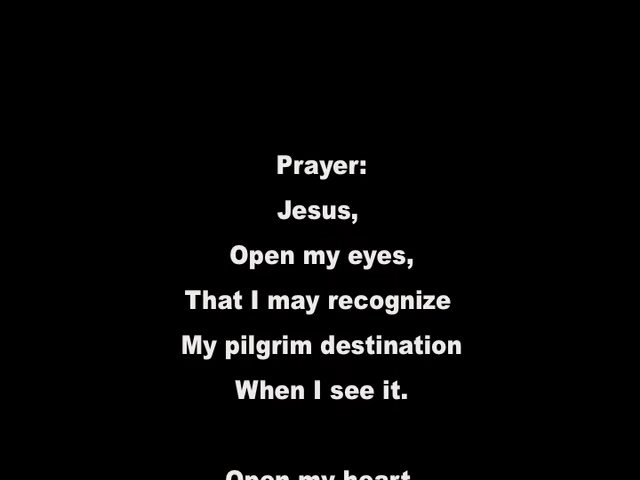 Prayer:
Jesus,
Open my eyes,
That I may recognize
My pilgrim destination
When I see it.
Open my heart